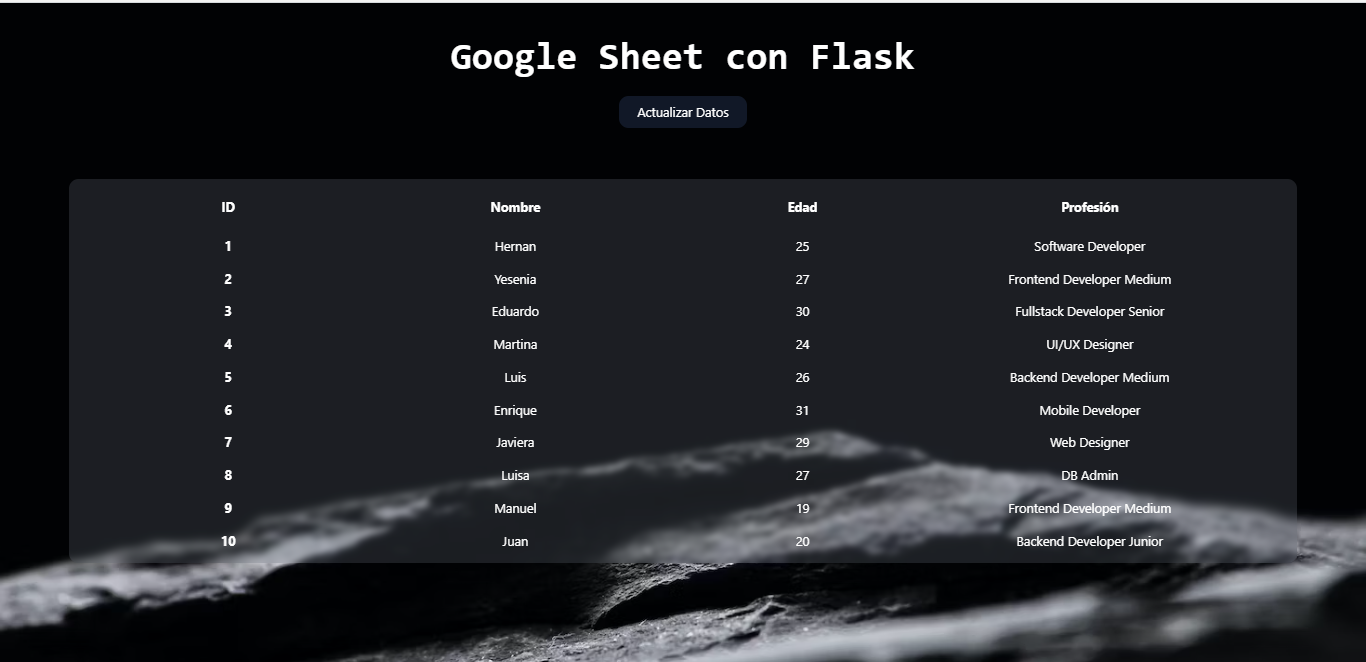 Google Sheet con Flask
Actualizar Datos
ID Nombre Edad Profesión
1 Hernan 25 Software Developer
2 Yesenia 27 Frontend Developer Medium
3 Eduardo 30 Fullstack Developer Senior
4 Martina 24 UI/UX Designer
5 Luis 26 Backend Developer Medium
6 Enrique 31 Mobile Developer
7 Javiera 29 Web Designer
8 Luisa 27 DB Admin
9 Manuel 19 Frontend Developer Medium
10 Juan 20 Backend Developer Junior